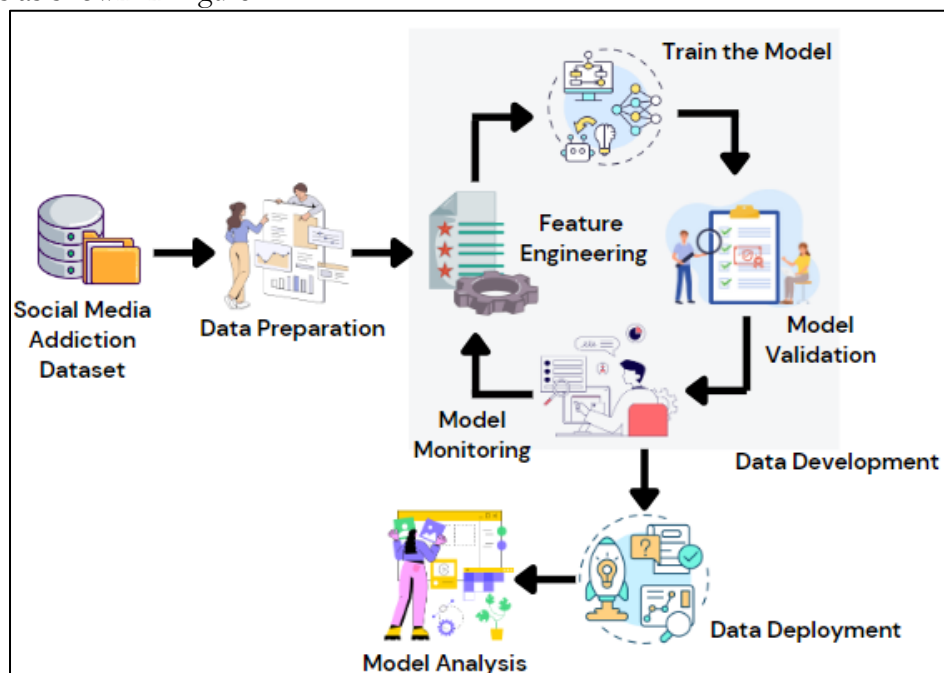 Train the Model
Feature
Engineering
Social Media
Addiction
Dataset
Data Preparation
Model
Validation
Model
Monitoring
Data Development
Data Deployment
Model Analysis